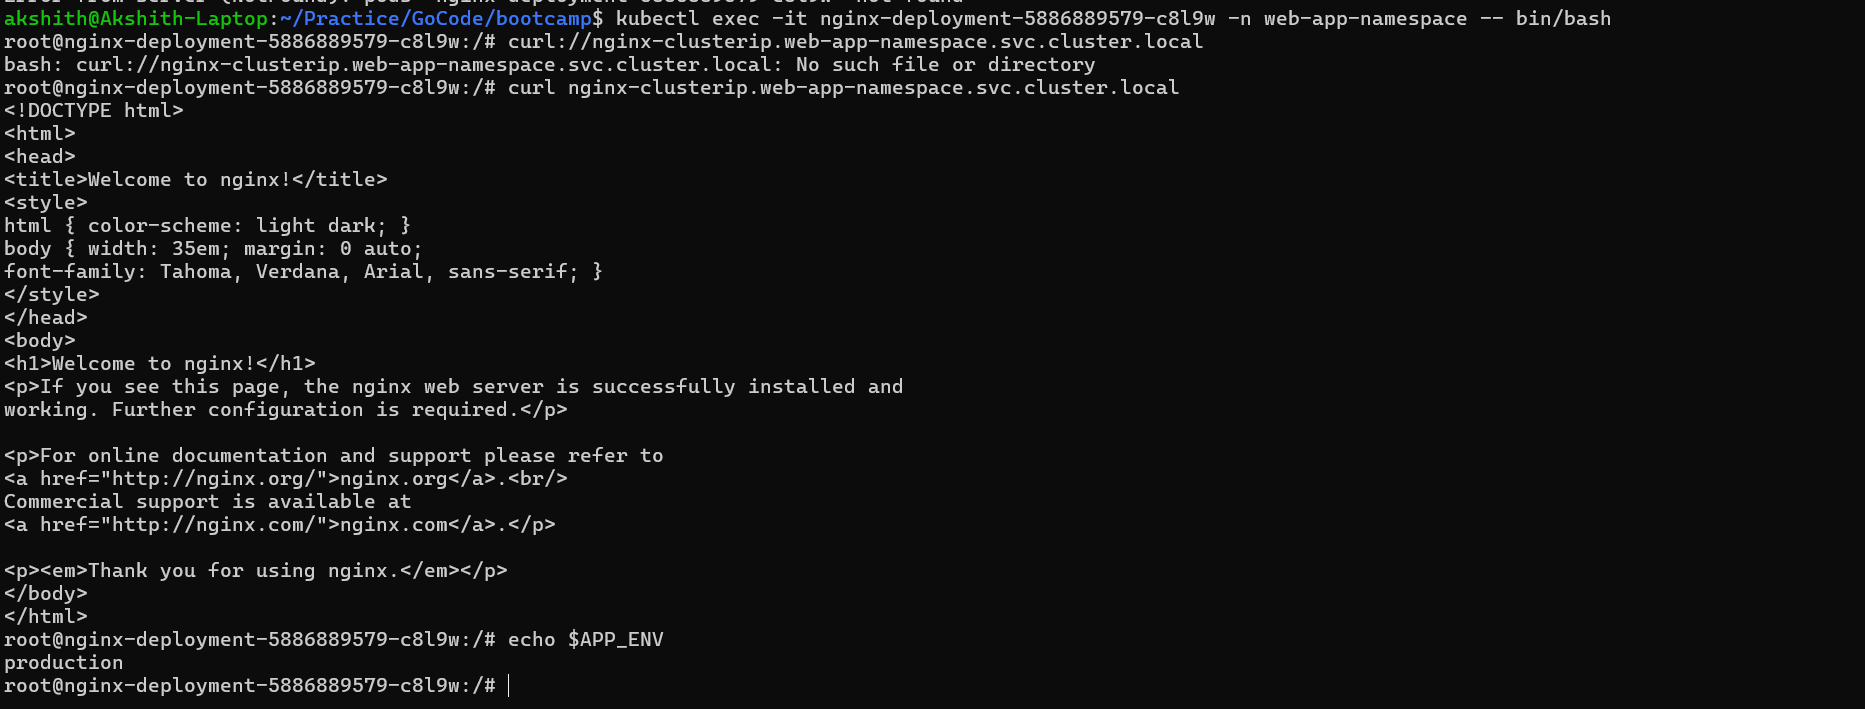 akshith@Akshith-Laptop:~/Practice/GoCode/bootcamp$ kubectl exec -it nginx-deployment-5886889579-c8l9w -n web-app-namespace -- bin/bash
root@nginx-deployment-5886889579-c8l9w:/# curl://nginx-clusterip.web-app-namespace.svc.cluster.local
bash: curl://nginx-clusterip.web-app-namespace.svc.cluster.local: No such file or directory
root@nginx-deployment-5886889579-c8l9w:/# curl nginx-clusterip.web-app-namespace.svc.cluster.local
<!DOCTYPE html>
<html>
<head>
<title>Welcome to nginx!</title>
<style>
html { color-scheme: light dark; }
body { width: 35em; margin: 0 auto;
font-family: Tahoma, Verdana, Arial, sans-serif; }
</style>
</head>
<body>
<h1>Welcome to nginx!</h1>
<p>If you see this page, the nginx web server is successfully installed and
working. Further configuration is required.</p>

<p>For online documentation and support please refer to
<a href="http://nginx.org/">nginx.org</a>.<br/>
Commercial support is available at
<a href="http://nginx.com/">nginx.com</a>.</p>

<p><em>Thank you for using nginx.</em></p>
</body>
</html>
root@nginx-deployment-5886889579-c8l9w:/# echo $APP_ENV
production
root@nginx-deployment-5886889579-c8l9w:/#